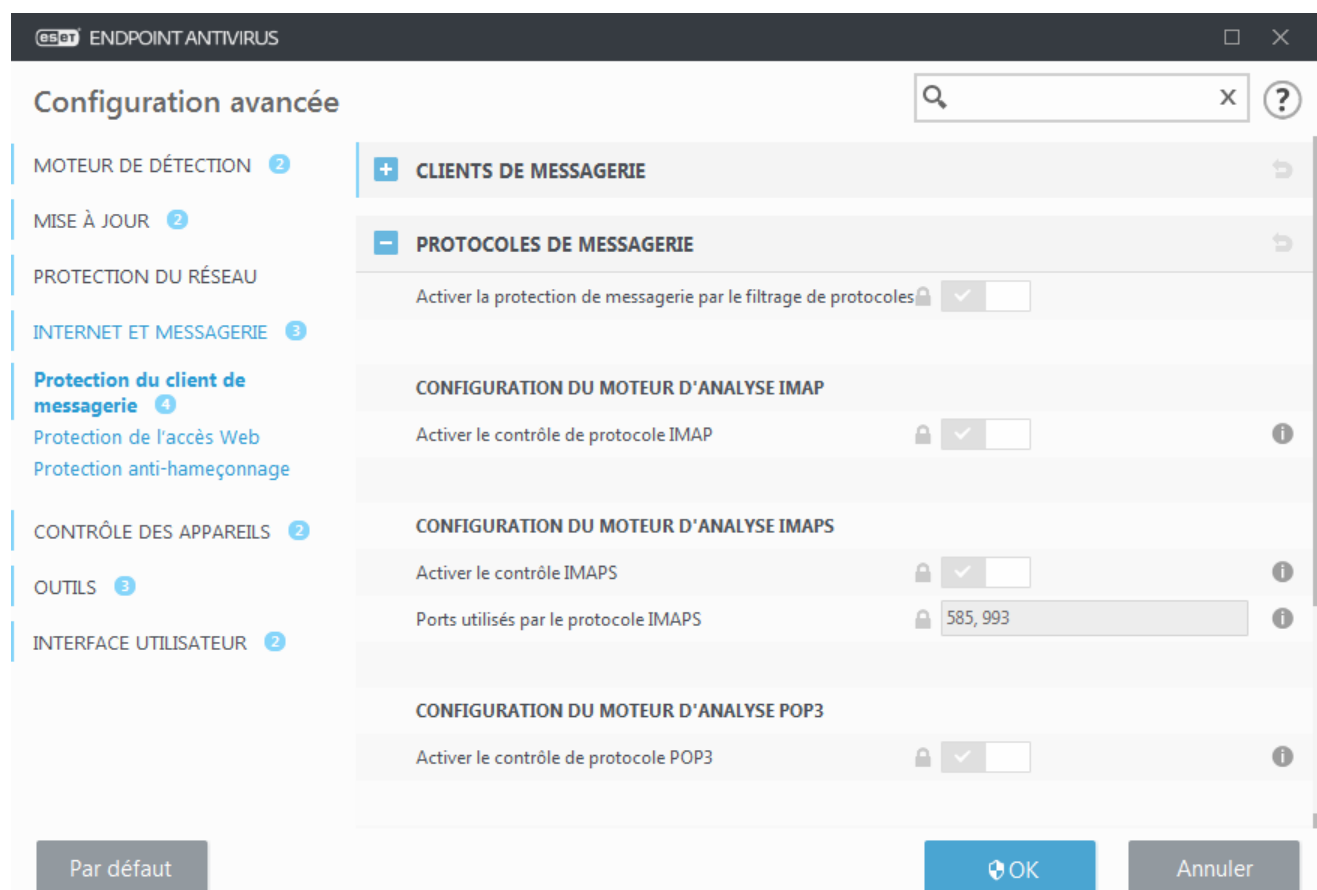 eset ENDPOINT ANTIVIRUS
Configuration avancée
x
?
MOTEUR DE DÉTECTION 2
MISE À JOUR 2
PROTECTION DU RÉSEAU
INTERNET ET MESSAGERIE 3
Protection du client de
messagerie 4
Protection de l'accès Web
Protection anti-hameçonnage
CONTRÔLE DES APPAREILS 2
OUTILS 3
INTERFACE UTILISATEUR 2
CLIENTS DE MESSAGERIE
PROTOCOLES DE MESSAGERIE
Activer la protection de messagerie par le filtrage de protocoles
CONFIGURATION DU MOTEUR D'ANALYSE IMAP
Activer le contrôle de protocole IMAP
CONFIGURATION DU MOTEUR D'ANALYSE IMAPS
Activer le contrôle IMAPS
Ports utilisés par le protocole IMAPS 585, 993
CONFIGURATION DU MOTEUR D'ANALYSE POP3
Activer le contrôle de protocole POP3
Par défaut
OK
Annuler